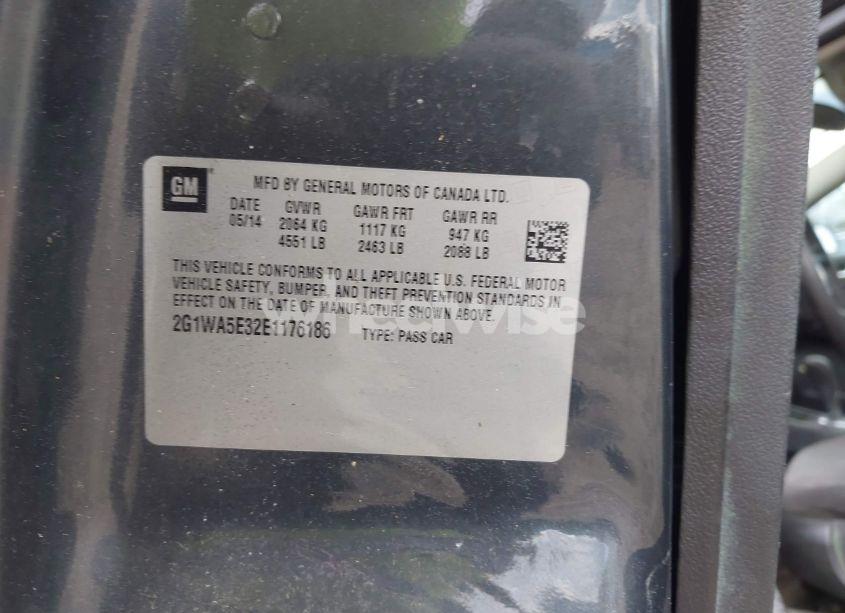 GM
MFD BY GENERAL MOTORS OF CANADA LTD.
DATE GVWR GAWR FRT GAWR RR
05/14 2064 KG 1117 KG 947 KG
4551 LB 2463 LB 2088 LB
THIS VEHICLE CONFORMS TO ALL APPLICABLE U.S. FEDERAL MOTOR
VEHICLE SAFETY, BUMPER, AND THEFT PREVENTION STANDARDS IN
EFFECT ON THE DATE OF MANUFACTURE SHOWN ABOVE.
2G1WA5E32E1176186 TYPE: PASS CAR